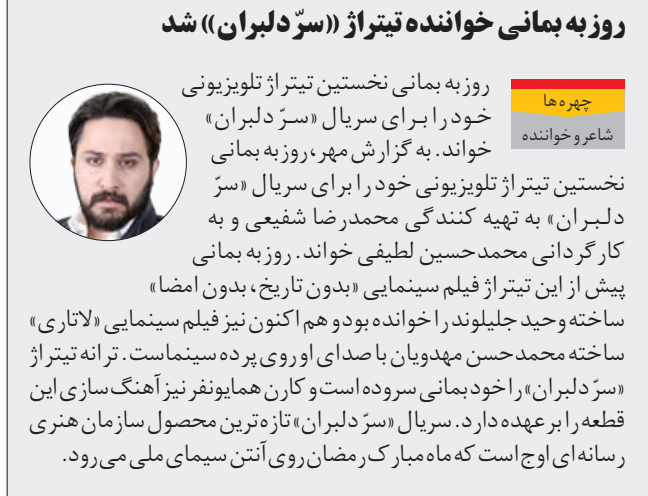 روزبه بمانی خواننده تیتراژ «سرّ دلبران» شد
چهره‌ها
شاعر و خواننده
روزبه بمانی نخستین تیتراژ تلویزیونی
خود را برای سریال «سرّ دلبران»
خواند. به گزارش مهر، روزبه بمانی
نخستین تیتراژ تلویزیونی خود را برای سریال «سرّ
دلبران» به تهیه کنندگی محمدرضا شفیعی و به
کارگردانی محمدحسین لطیفی خواند. روزبه بمانی
پیش از این تیتراژ فیلم سینمایی «بدون تاریخ، بدون امضا»
ساخته وحید جلیلوند را خوانده بود و هم اکنون نیز فیلم سینمایی «لاتاری»
ساخته محمدحسن مهدویان با صدای او روی پرده سینماست. ترانه تیتراژ
«سرّ دلبران» را خود بمانی سروده است و کارن همایونفر نیز آهنگ‌سازی این
قطعه را بر عهده دارد. سریال «سرّ دلبران» تازه‌ترین محصول سازمان هنری
رسانه‌ای اوج است که ماه مبارک رمضان روی آنتن سیمای ملی می‌رود.